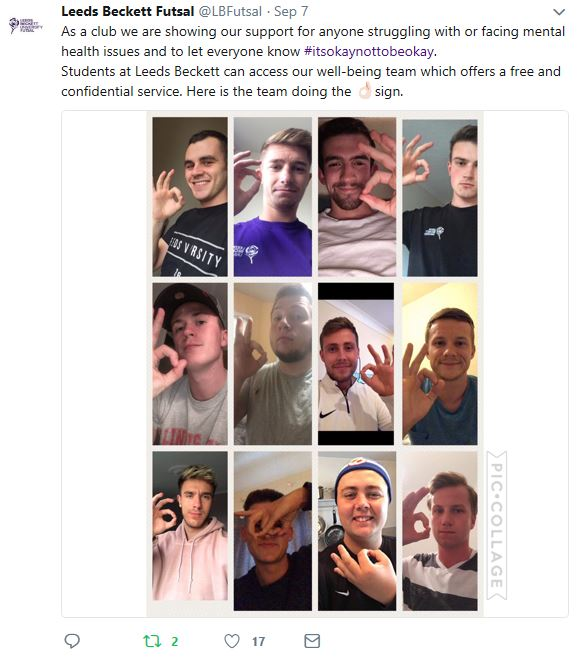 LEEDS
BECKETT
UNIVERSITY
FUTSAL
Leeds Beckett Futsal @LBFutsal · Sep 7
As a club we are showing our support for anyone struggling with or facing mental
health issues and to let everyone know #itsokaynottobeokay.
Students at Leeds Beckett can access our well-being team which offers a free and
confidential service. Here is the team doing the 👌🏻sign.
EDS V RSITY
PIC•COLLAGE
2
17